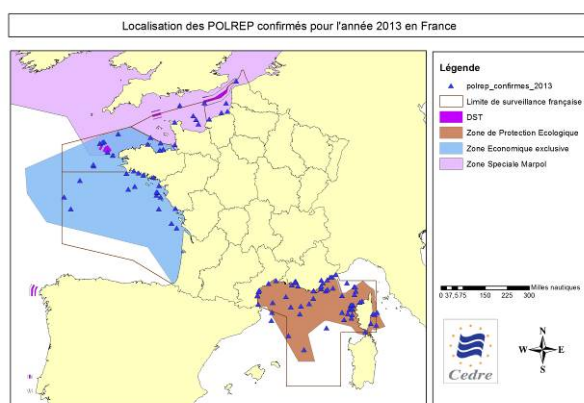 Localisation des POLREP confirmés pour l'année 2013 en France
Légende
polrep_confirmes_2013
Limite de surveillance française
DST
Zone de Protection Ecologique
Zone Economique exclusive
Zone Speciale Marpol
Milles nautiques
0 37,575 150 225 300
Cedre
N
W E
S